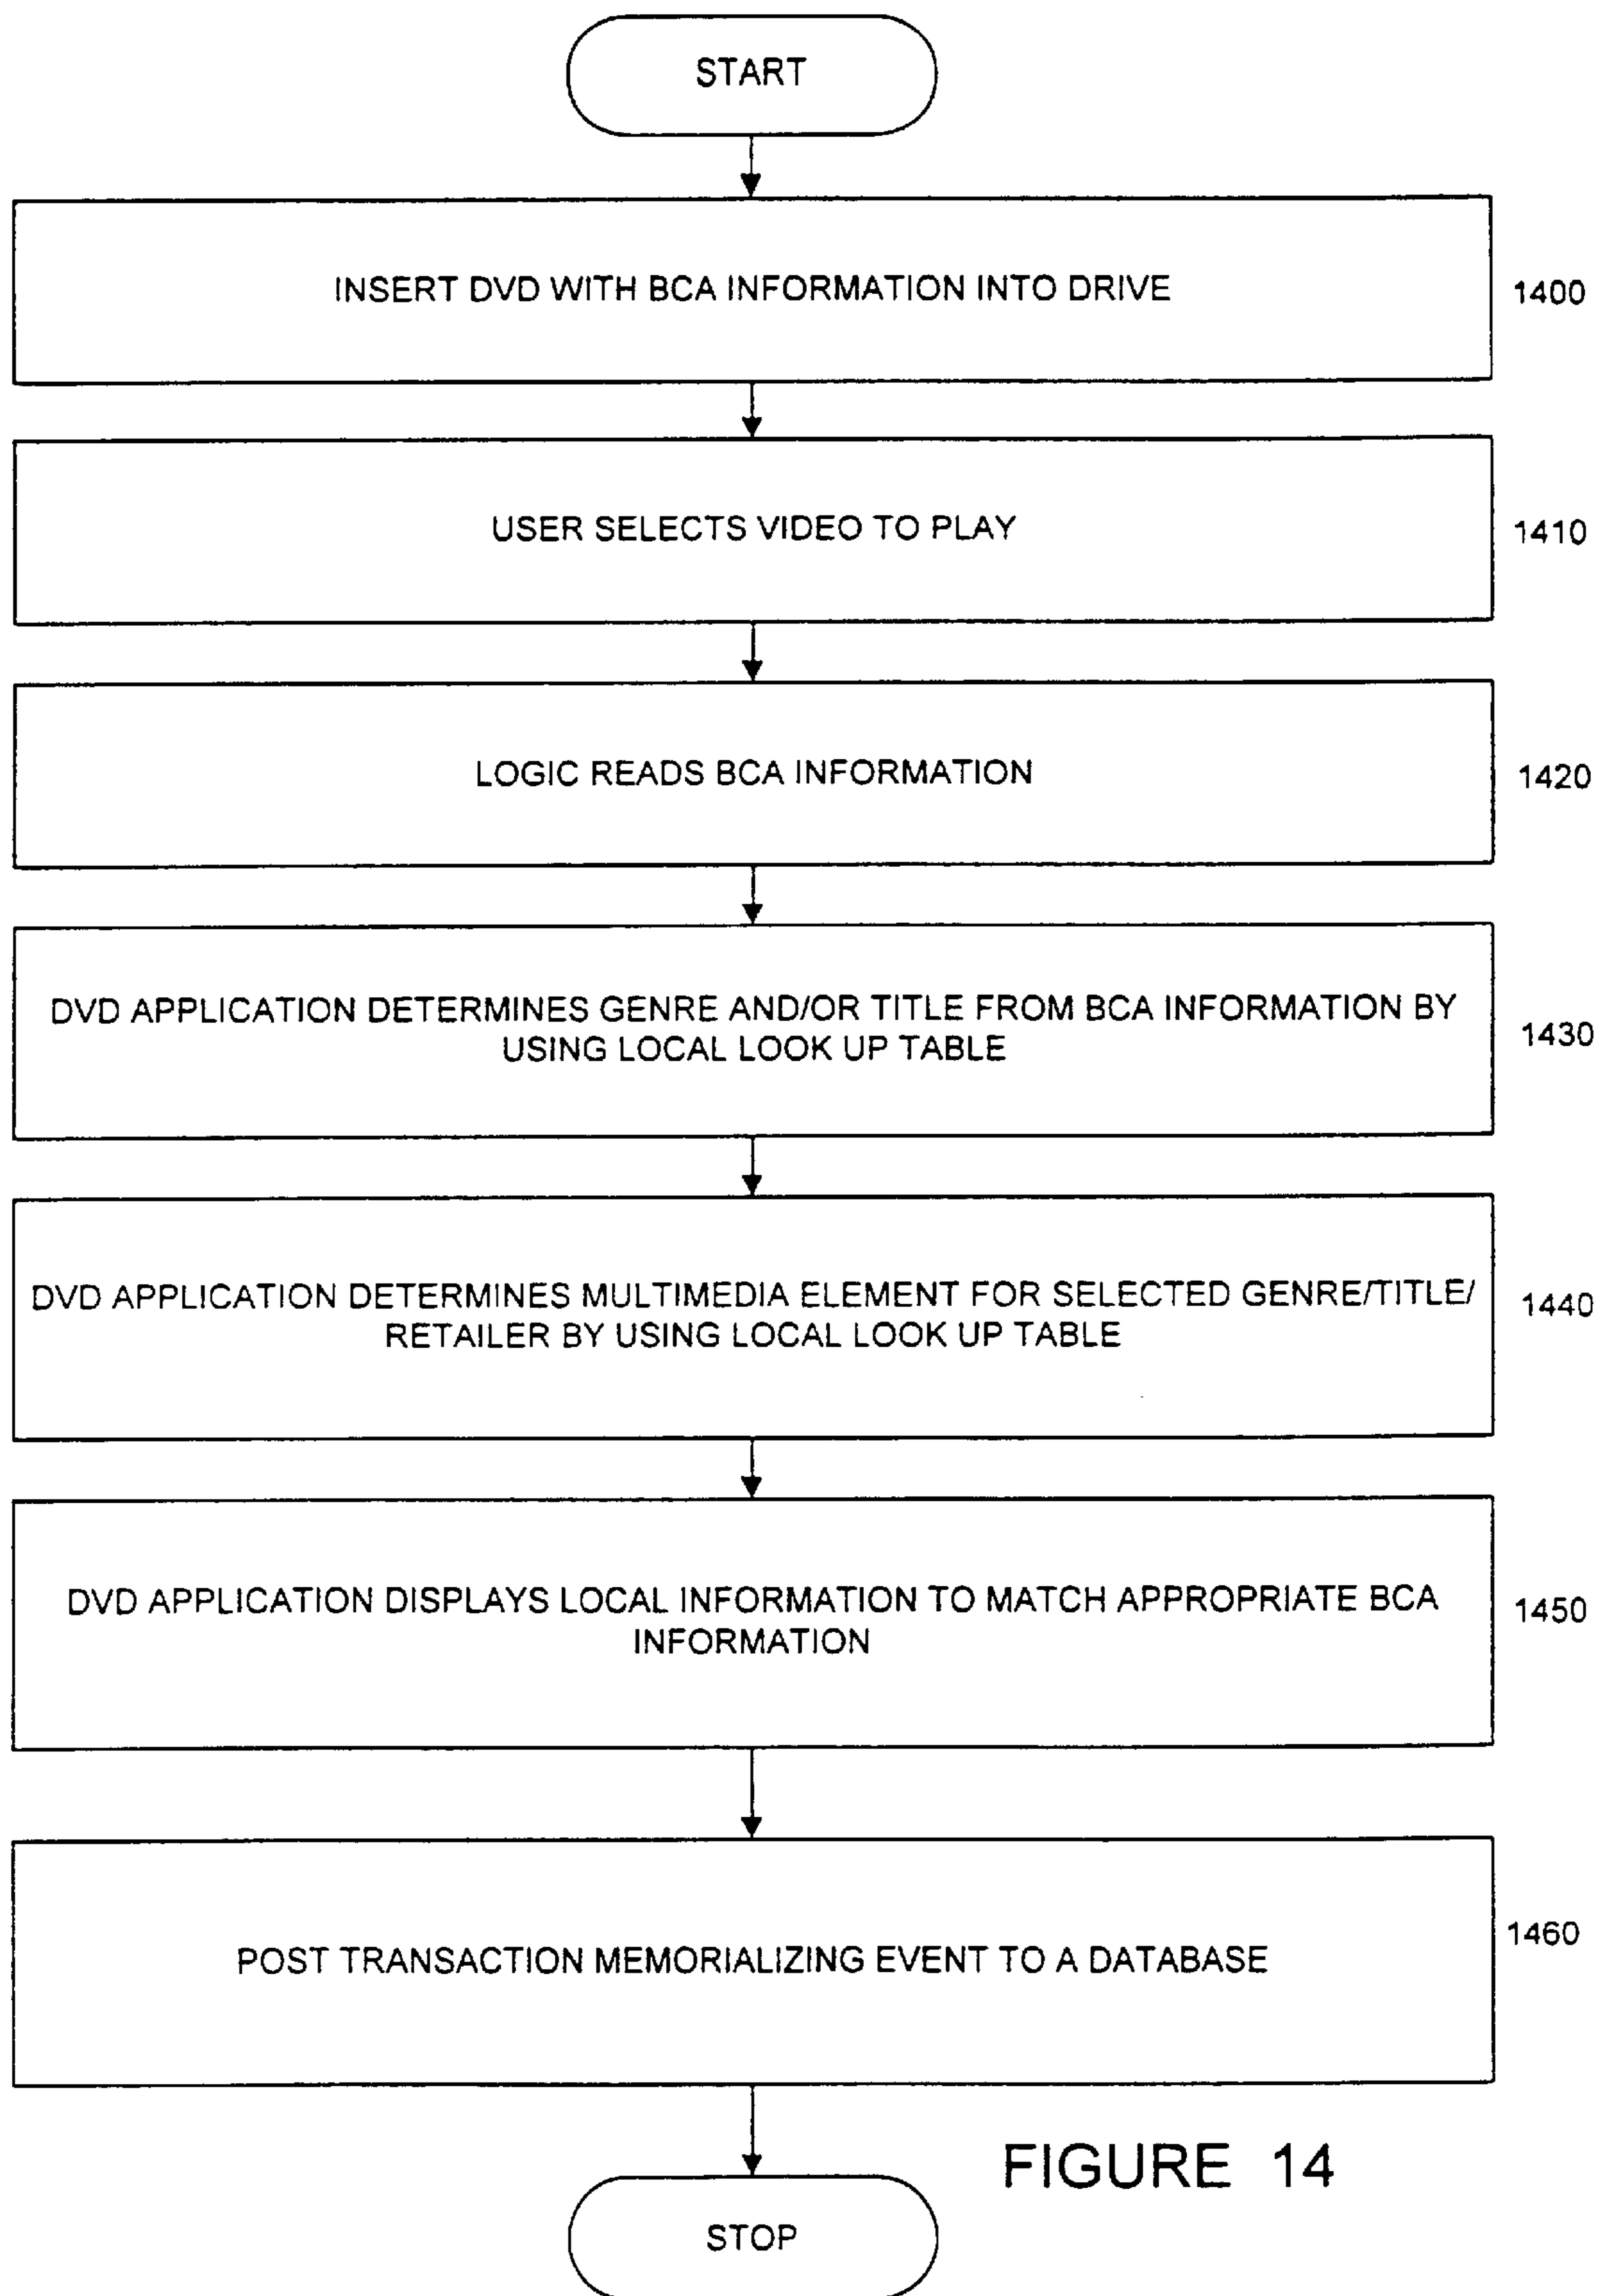 START
INSERT DVD WITH BCA INFORMATION INTO DRIVE
1400
USER SELECTS VIDEO TO PLAY
1410
LOGIC READS BCA INFORMATION
1420
DVD APPLICATION DETERMINES GENRE AND/OR TITLE FROM BCA INFORMATION BY
USING LOCAL LOOK UP TABLE
1430
DVD APPLICATION DETERMINES MULTIMEDIA ELEMENT FOR SELECTED GENRE/TITLE/
RETAILER BY USING LOCAL LOOK UP TABLE
1440
DVD APPLICATION DISPLAYS LOCAL INFORMATION TO MATCH APPROPRIATE BCA
INFORMATION
1450
POST TRANSACTION MEMORIALIZING EVENT TO A DATABASE
1460
FIGURE 14
STOP